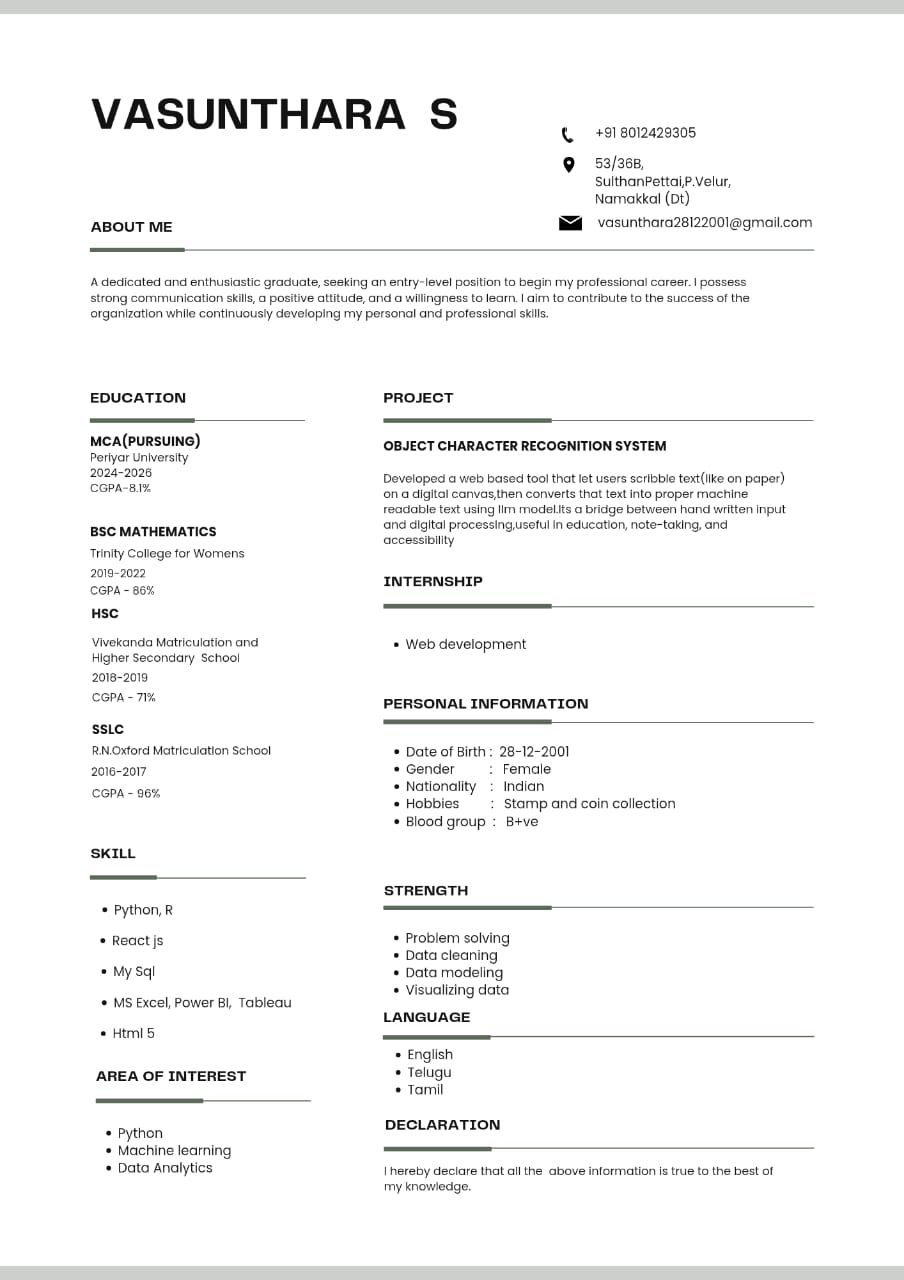 VASUNTHARA S
+91 8012429305
53/36B,
SulthanPettai,P.Velur,
Namakkal (Dt)
vasunthara28122001@gmail.com
ABOUT ME
A dedicated and enthusiastic graduate, seeking an entry-level position to begin my professional career. I possess
strong communication skills, a positive attitude, and a willingness to learn. I aim to contribute to the success of the
organization while continuously developing my personal and professional skills.
EDUCATION
MCA(PURSUING)
Periyar University
2024-2026
CGPA-8.1%
BSC MATHEMATICS
Trinity College for Womens
2019-2022
CGPA - 86%
HSC
Vivekanda Matriculation and
Higher Secondary School
2018-2019
CGPA - 71%
SSLC
R.N.Oxford Matriculation School
2016-2017
CGPA - 96%
SKILL
• Python, R
• React js
• My Sql
• MS Excel, Power BI, Tableau
• Html 5
AREA OF INTEREST
• Python
• Machine learning
• Data Analytics
PROJECT
OBJECT CHARACTER RECOGNITION SYSTEM
Developed a web based tool that let users scribble text(like on paper)
on a digital canvas,then converts that text into proper machine
readable text using llm model.Its a bridge between hand written input
and digital processing,useful in education, note-taking, and
accessibility
INTERNSHIP
• Web development
PERSONAL INFORMATION
• Date of Birth : 28-12-2001
• Gender : Female
• Nationality : Indian
• Hobbies : Stamp and coin collection
• Blood group : B+ve
STRENGTH
• Problem solving
• Data cleaning
• Data modeling
• Visualizing data
LANGUAGE
• English
• Telugu
• Tamil
DECLARATION
I hereby declare that all the above information is true to the best of
my knowledge.